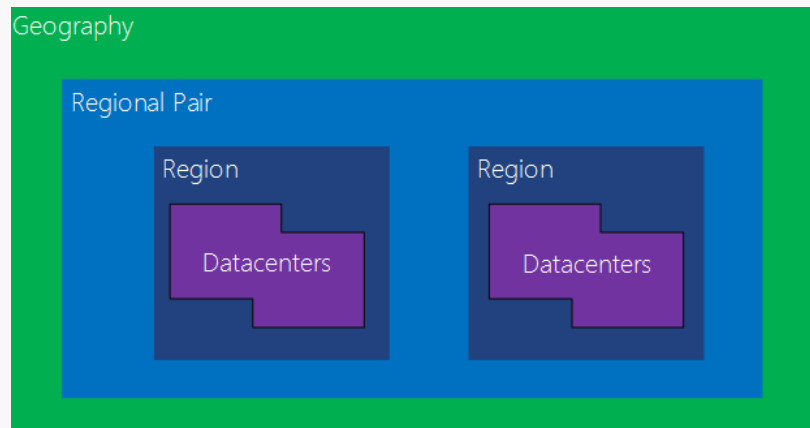 Geography
Regional Pair
Region
Datacenters
Region
Datacenters